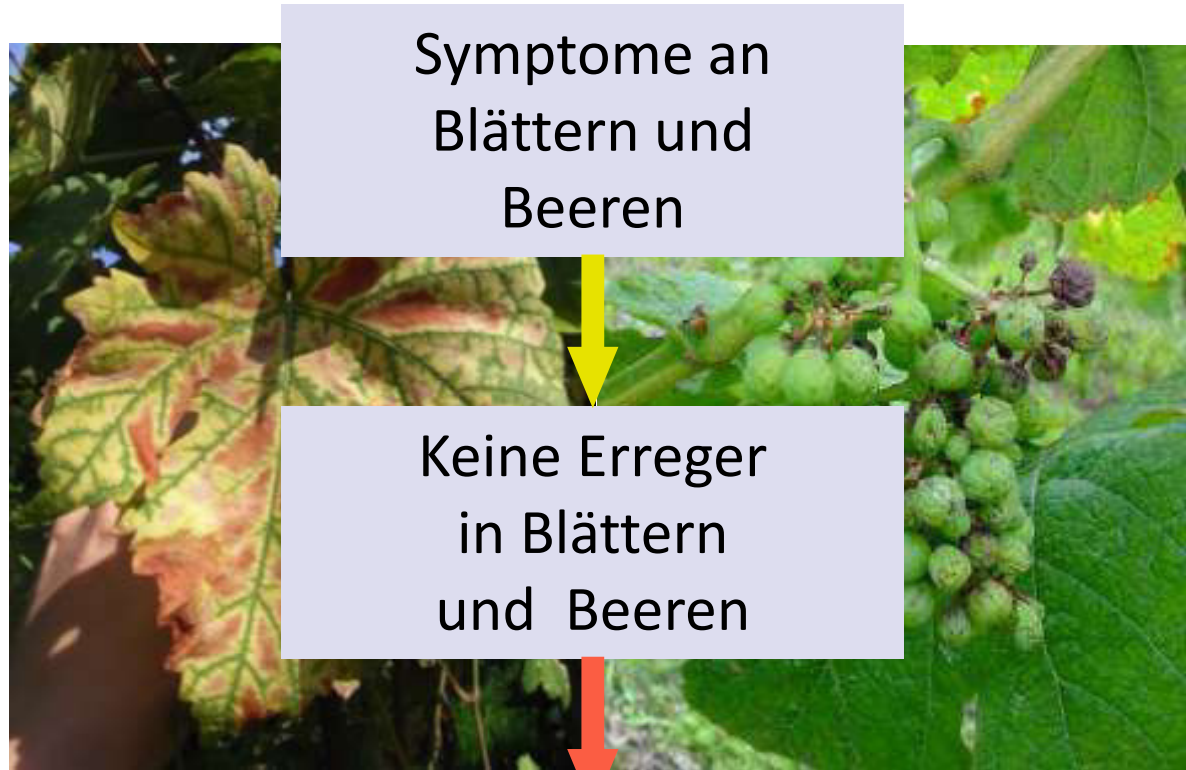 Symptome an
Blättern und
Beeren
Keine Erreger
in Blättern
und  Beeren